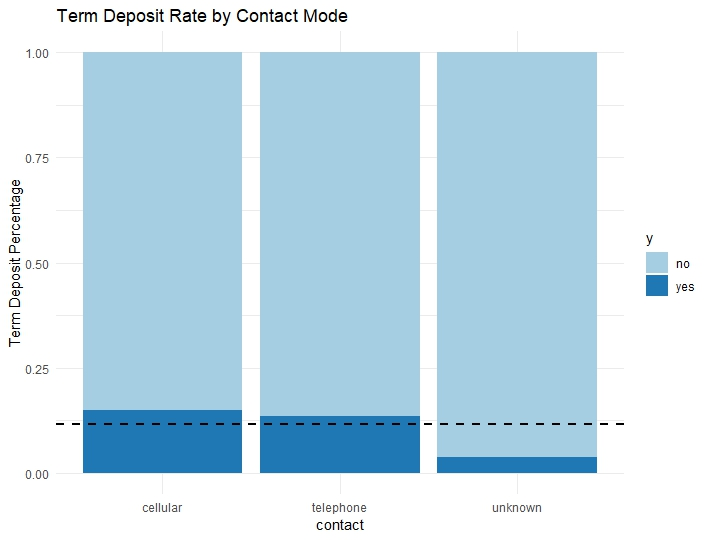 Term Deposit Rate by Contact Mode
Term Deposit Percentage
1.00
0.75
0.50
0.25
0.00
cellular telephone unknown
contact
y
no
yes